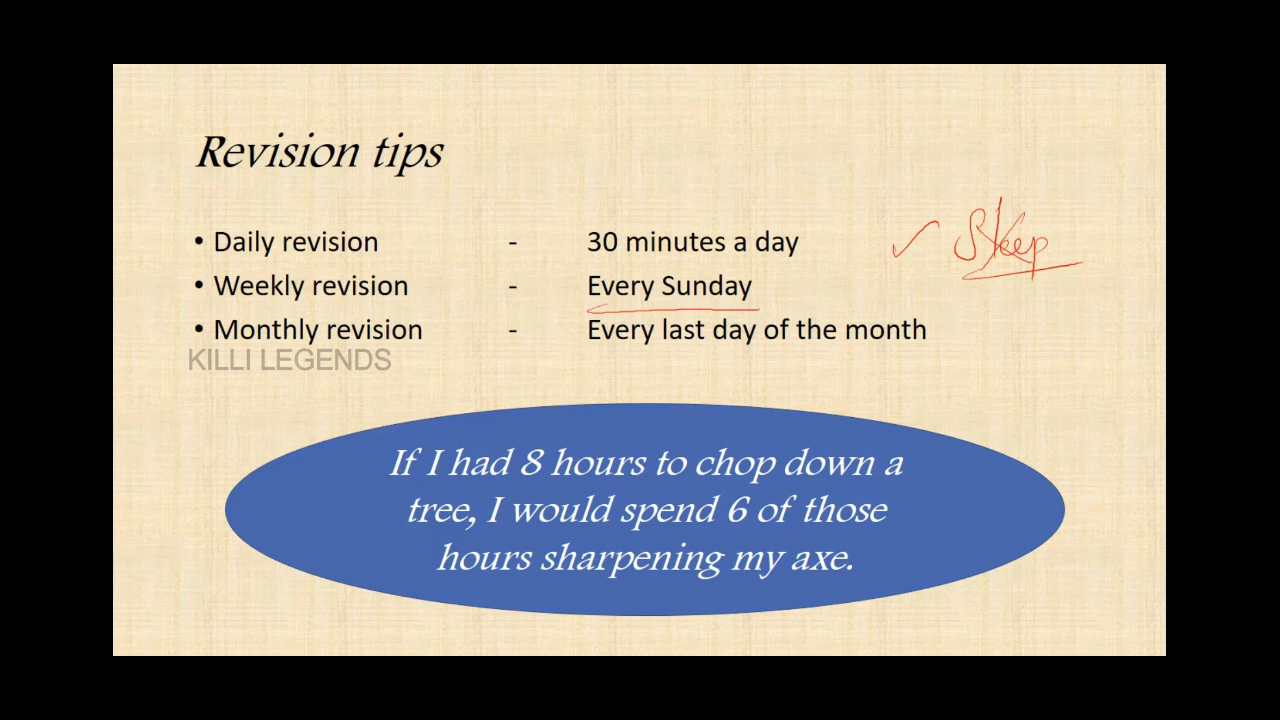 Revision tips
• Daily revision - 30 minutes a day
• Weekly revision - Every Sunday
• Monthly revision - Every last day of the month
KILLI LEGENDS
If I had 8 hours to chop down a
tree, I would spend 6 of those
hours sharpening my axe.